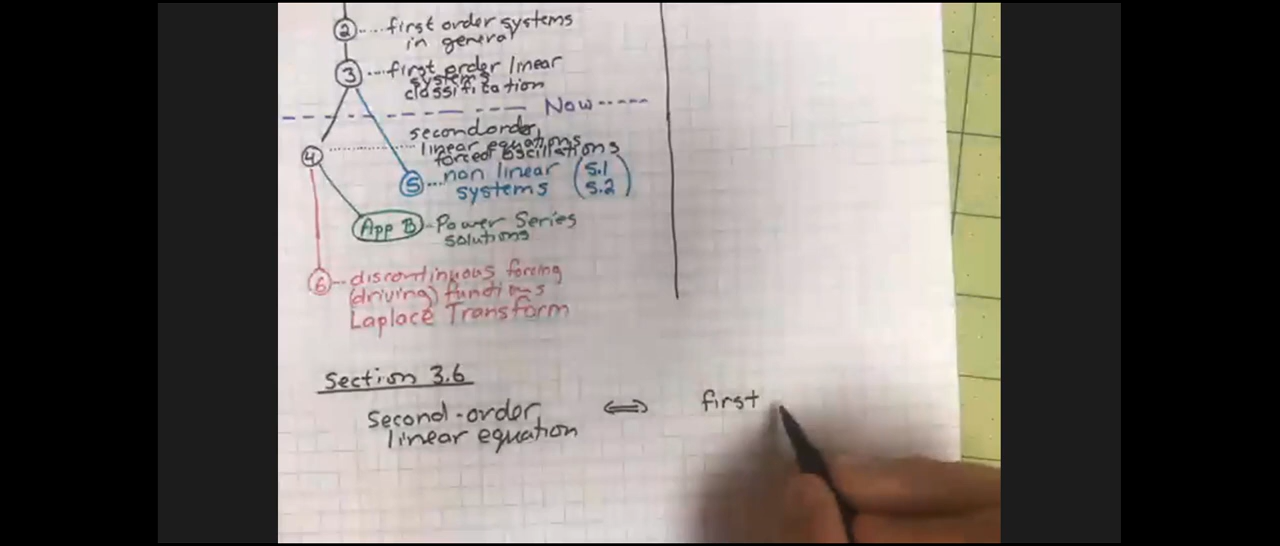 2 .... first order systems
in general
3 ... first order linear
systems
classification
Now
second order,
linear equations
4 forced oscillations
5 ... non linear (5.1
systems 5.2)
App B - Power Series
solutions
6 -- discontinuous forcing
(driving) functions
Laplace Transform
Section 3.6
Second-order ⟺ first
linear equation